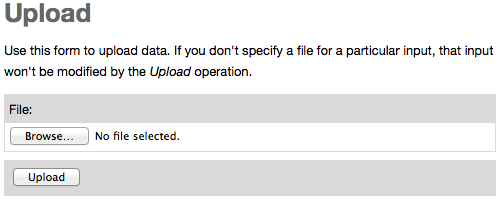 Upload
Use this form to upload data. If you don't specify a file for a particular input, that input
won't be modified by the Upload operation.
File:
Browse... No file selected.
Upload